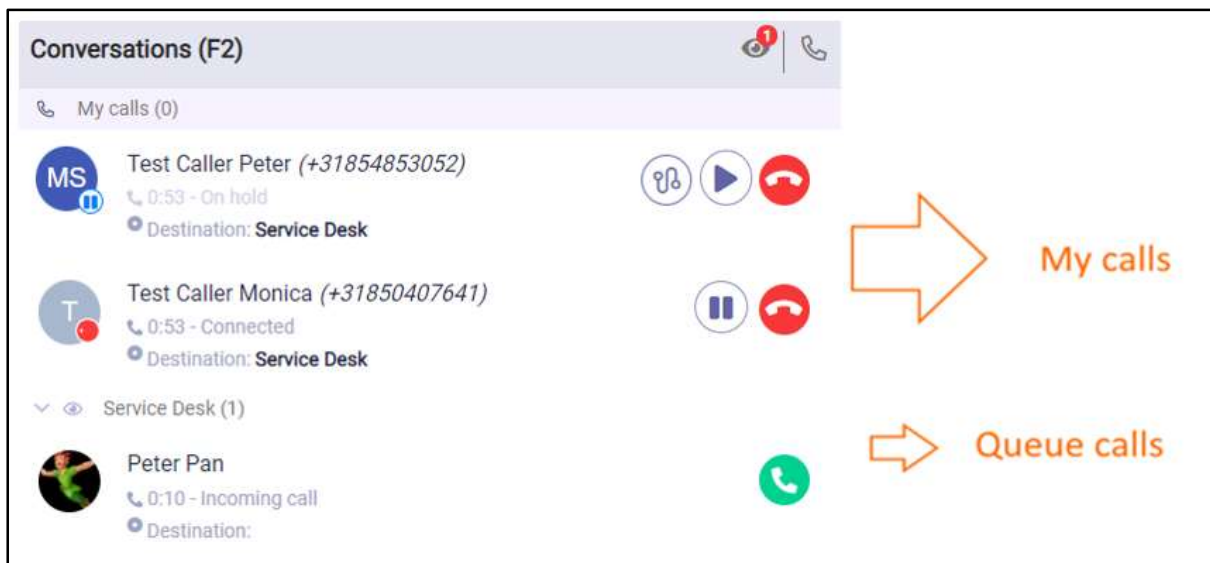 Conversations (F2)
1
My calls (0)
MS
Test Caller Peter (+31854853052)
0:53 - On hold
Destination: Service Desk
My calls
T
Test Caller Monica (+31850407641)
0:53 - Connected
Destination: Service Desk
Service Desk (1)
Queue calls
Peter Pan
0:10 - Incoming call
Destination: